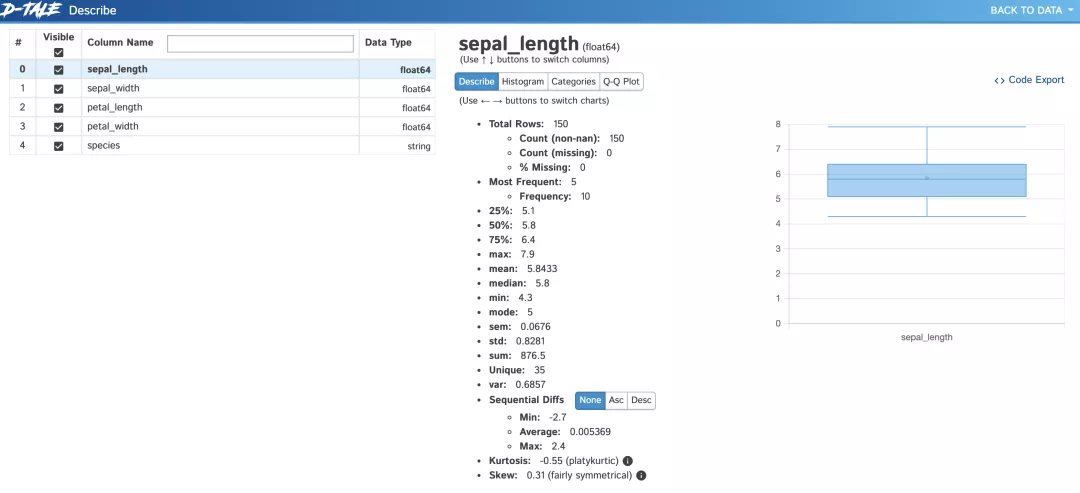 D-TALE Describe BACK TO DATA
# Visible Column Name Data Type
0 sepal_length float64
1 sepal_width float64
2 petal_length float64
3 petal_width float64
4 species string
sepal_length (float64)
(Use ↑ ↓ buttons to switch columns)
Describe Histogram Categories Q-Q Plot
<> Code Export
(Use ← → buttons to switch charts)
Total Rows: 150
Count (non-nan): 150
Count (missing): 0
% Missing: 0
Most Frequent: 5
Frequency: 10
25%: 5.1
50%: 5.8
75%: 6.4
max: 7.9
mean: 5.8433
median: 5.8
min: 4.3
mode: 5
sem: 0.0676
std: 0.8281
sum: 876.5
Unique: 35
var: 0.6857
Sequential Diffs None Asc Desc
Min: -2.7
Average: 0.005369
Max: 2.4
Kurtosis: -0.55 (platykurtic)
Skew: 0.31 (fairly symmetrical)
8
7
6
5
4
3
2
1
0
sepal_length